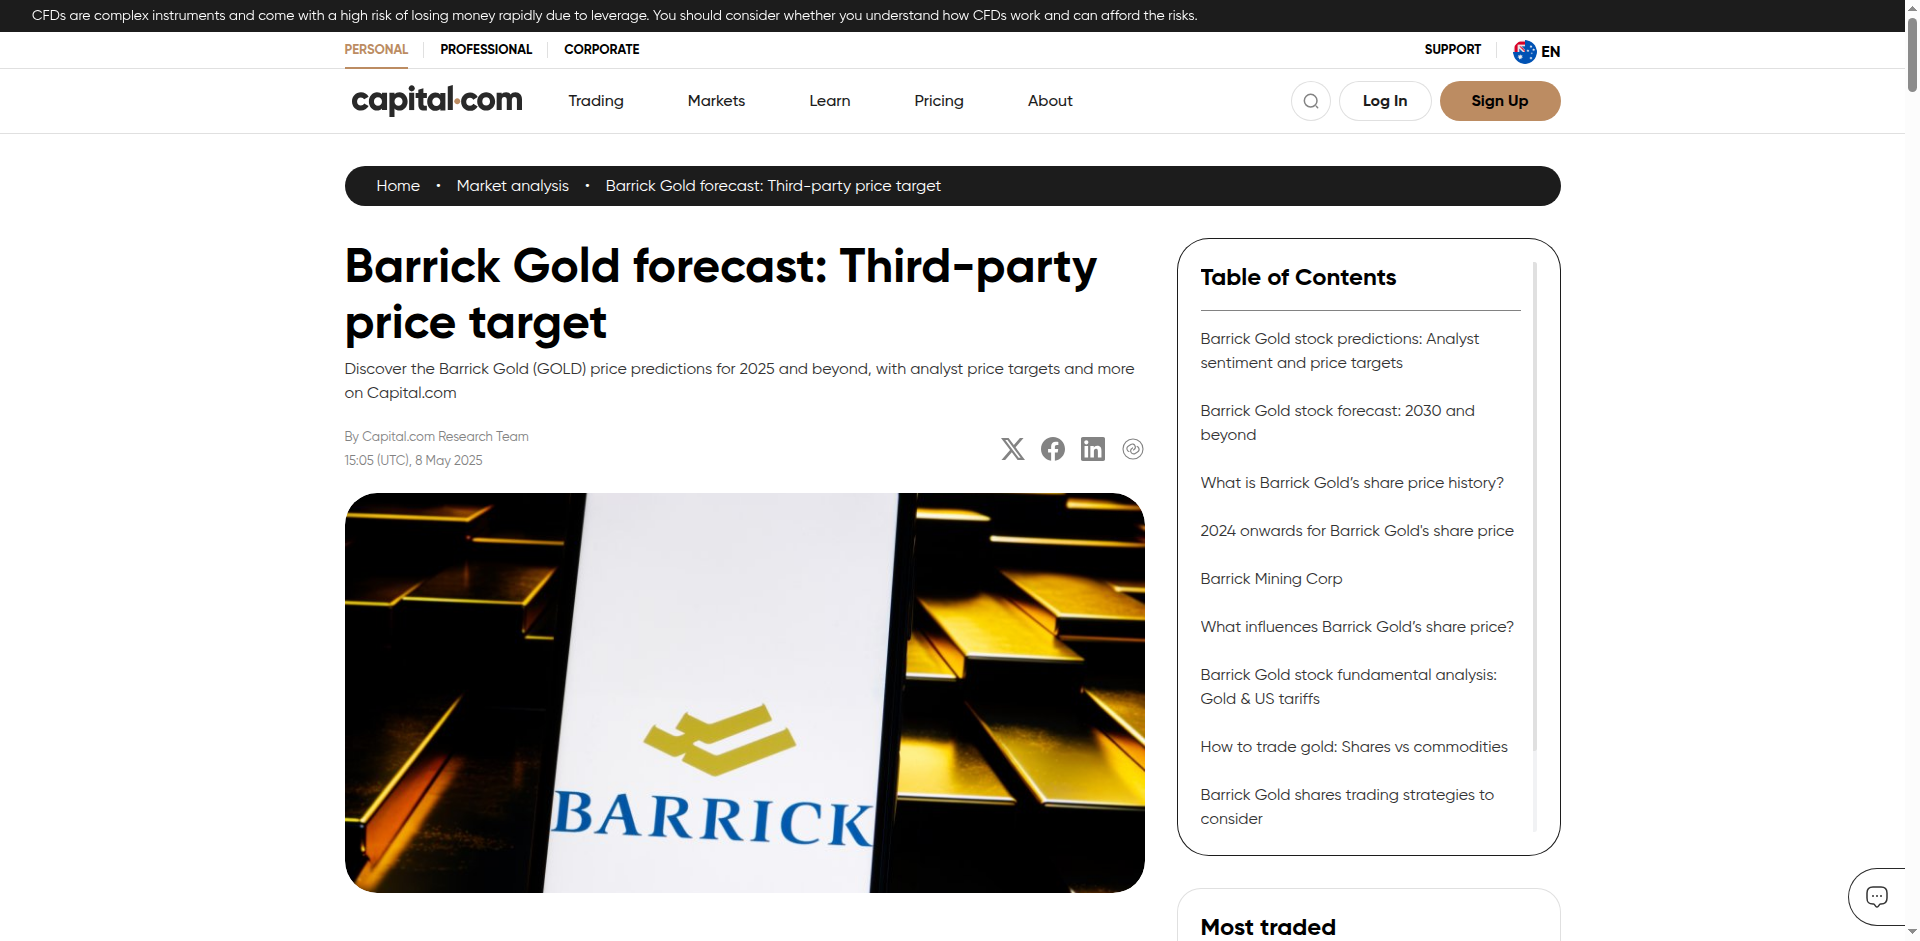 CFDs are complex instruments and come with a high risk of losing money rapidly due to leverage. You should consider whether you understand how CFDs work and can afford the risks.
PERSONAL
PROFESSIONAL
CORPORATE
SUPPORT
EN
capital.com
Trading
Markets
Learn
Pricing
About
Log In
Sign Up
Home • Market analysis • Barrick Gold forecast: Third-party price target
Barrick Gold forecast: Third-party
price target
Discover the Barrick Gold (GOLD) price predictions for 2025 and beyond, with analyst price targets and more
on Capital.com
By Capital.com Research Team
15:05 (UTC), 8 May 2025
BARRICK
Table of Contents
Barrick Gold stock predictions: Analyst
sentiment and price targets
Barrick Gold stock forecast: 2030 and
beyond
What is Barrick Gold’s share price history?
2024 onwards for Barrick Gold's share price
Barrick Mining Corp
What influences Barrick Gold’s share price?
Barrick Gold stock fundamental analysis:
Gold & US tariffs
How to trade gold: Shares vs commodities
Barrick Gold shares trading strategies to
consider
Most traded